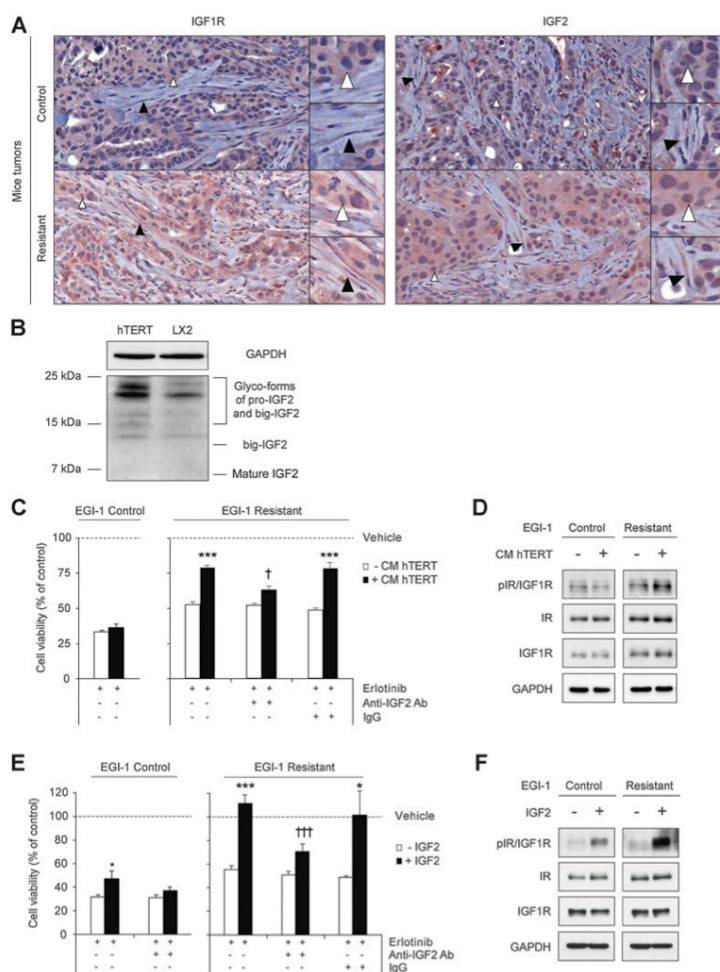 A
IGF1R
IGF2
Mice tumors
Control
Resistant
B
hTERT LX2
GAPDH
25 kDa
Glyco-forms
of pro-IGF2
and big-IGF2
15 kDa
big-IGF2
7 kDa
Mature IGF2
C
EGI-1 Control
EGI-1 Resistant
Cell viability (% of control)
100
75
50
25
0
Vehicle
***
†
***
- CM hTERT
+ CM hTERT
+ + + + + + + + Erlotinib
- - - - + + - - Anti-IGF2 Ab
- - - - - - + + IgG
D
EGI-1 Control Resistant
CM hTERT - + - +
pIR/IGF1R
IR
IGF1R
GAPDH
E
EGI-1 Control
EGI-1 Resistant
Cell viability (% of control)
120
100
80
60
40
20
0
Vehicle
*
***
†††
*
- IGF2
+ IGF2
+ + + + + + + + + + Erlotinib
- - + + - - + + - - Anti-IGF2 Ab
- - - - - - - - + + IgG
F
EGI-1 Control Resistant
IGF2 - + - +
pIR/IGF1R
IR
IGF1R
GAPDH